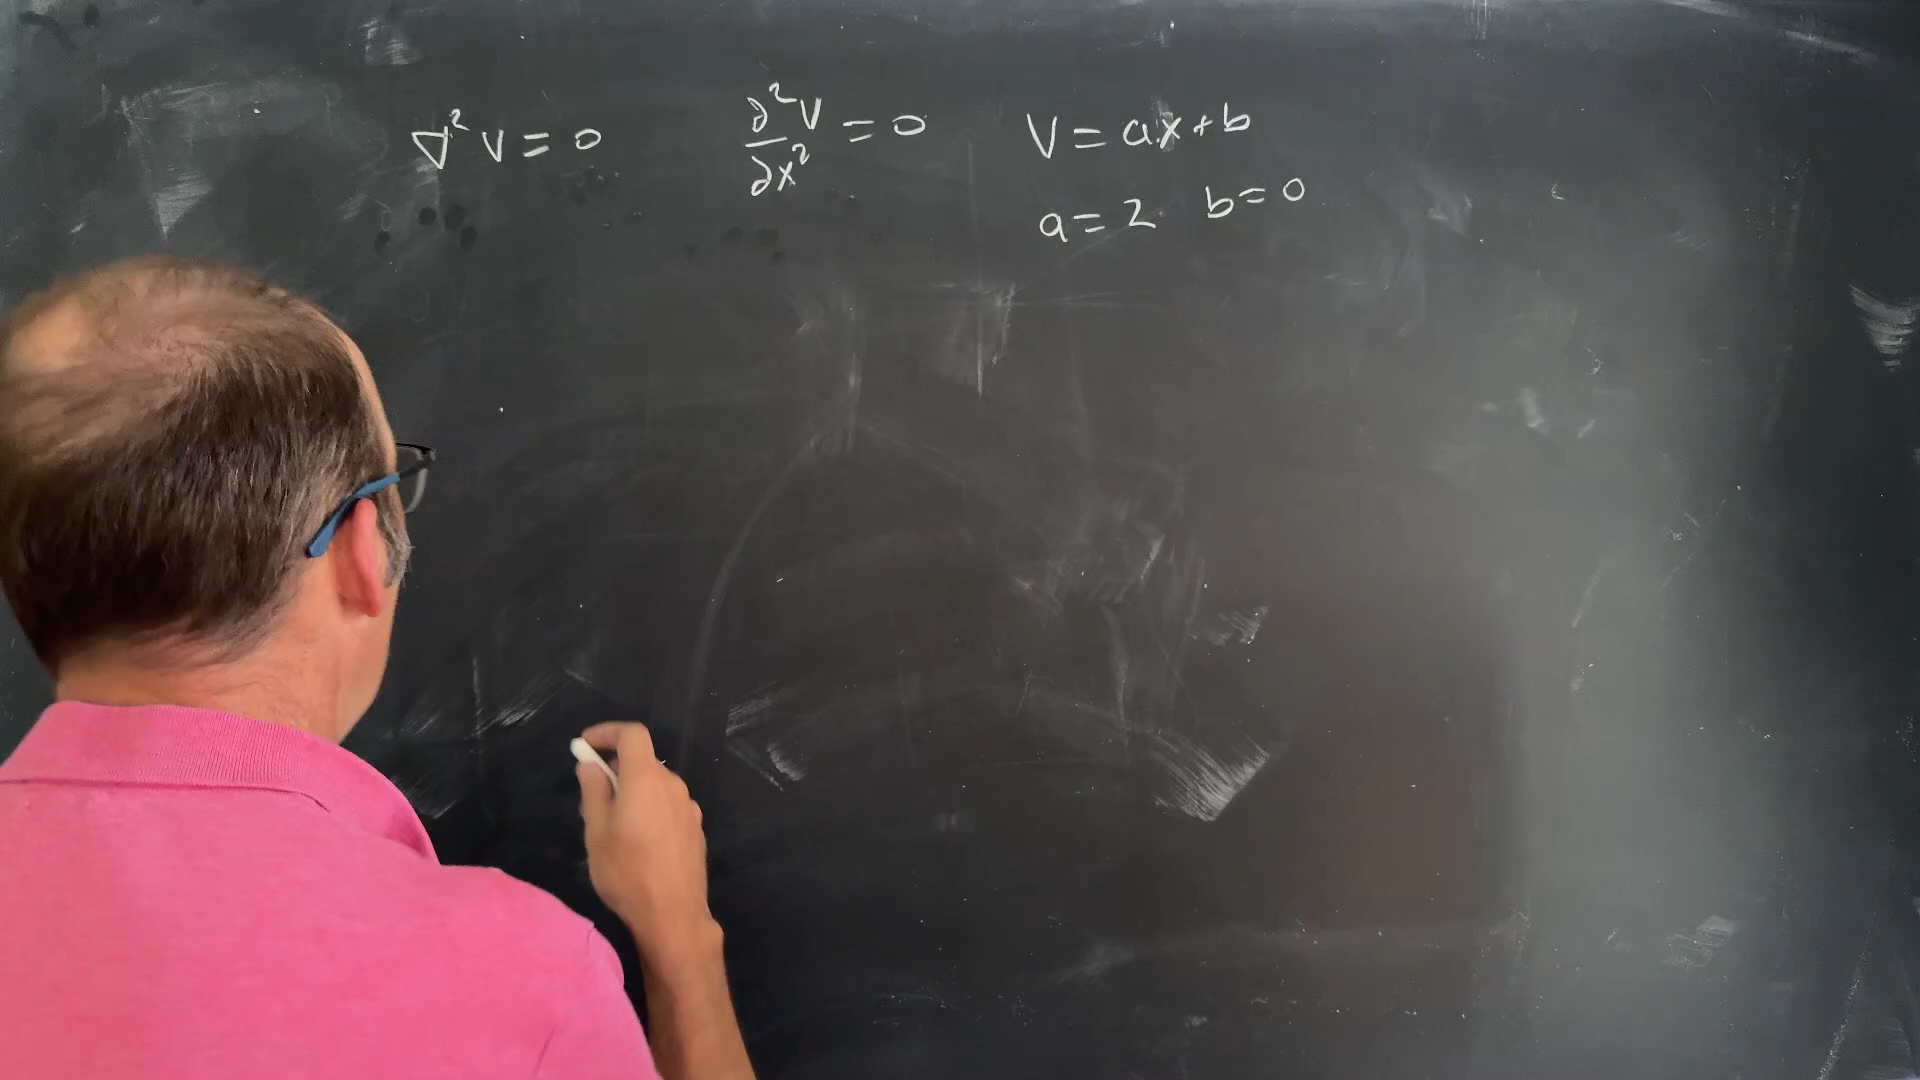 ∇²V = 0 ∂²V/∂x² = 0 V = ax + b
a = 2 b = 0